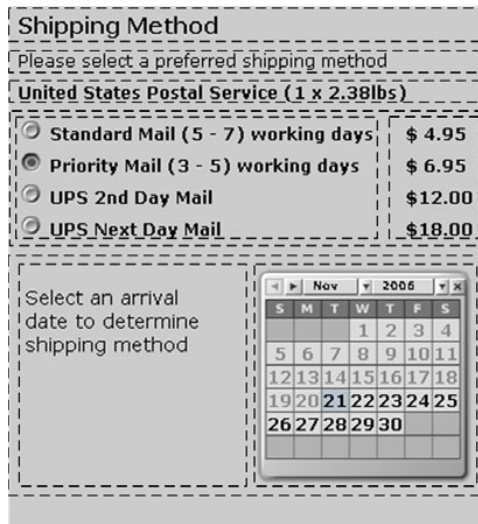 Shipping Method
Please select a preferred shipping method
United States Postal Service (1 x 2.38lbs)
Standard Mail (5 - 7) working days $ 4.95
Priority Mail (3 - 5) working days $ 6.95
UPS 2nd Day Mail $12.00
UPS Next Day Mail $18.00
Select an arrival
date to determine
shipping method
Nov 2006
S M T W T F S
1 2 3 4
5 6 7 8 9 10 11
12 13 14 15 16 17 18
19 20 21 22 23 24 25
26 27 28 29 30